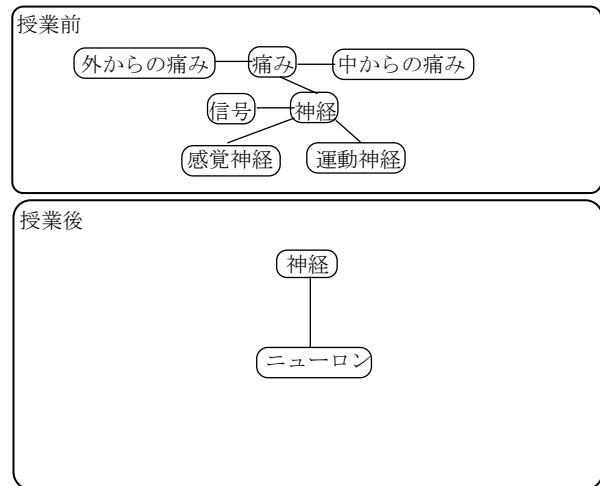 授業前
外からの痛み 痛み 中からの痛み
信号 神経
感覚神経 運動神経
授業後
神経
ニューロン